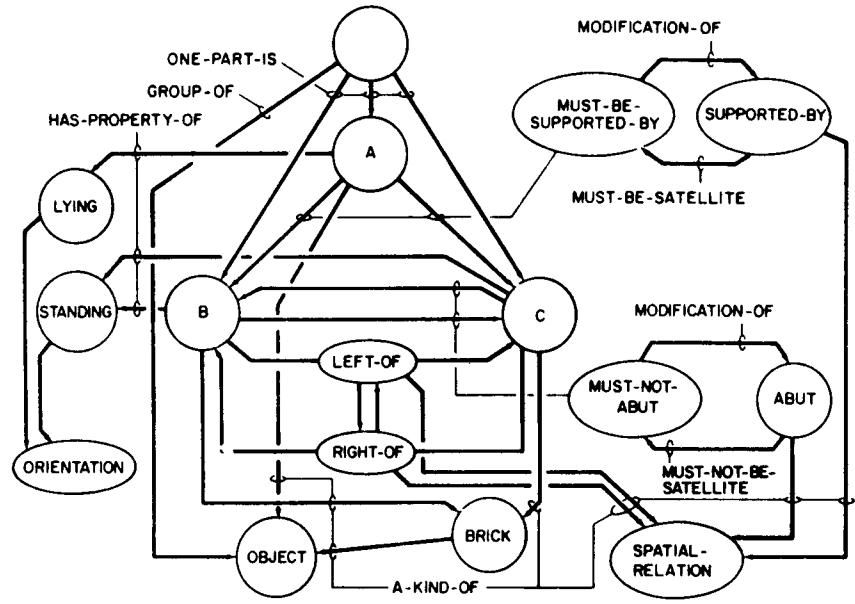 MODIFICATION-OF
ONE-PART-IS
GROUP-OF
MUST-BE-
SUPPORTED-BY
SUPPORTED-BY
HAS-PROPERTY-OF
A
LYING
MUST-BE-SATELLITE
STANDING
B
C
MODIFICATION-OF
LEFT-OF
MUST-NOT-
ABUT
ABUT
RIGHT-OF
ORIENTATION
MUST-NOT-BE-
SATELLITE
BRICK
OBJECT
SPATIAL-
RELATION
A-KIND-OF